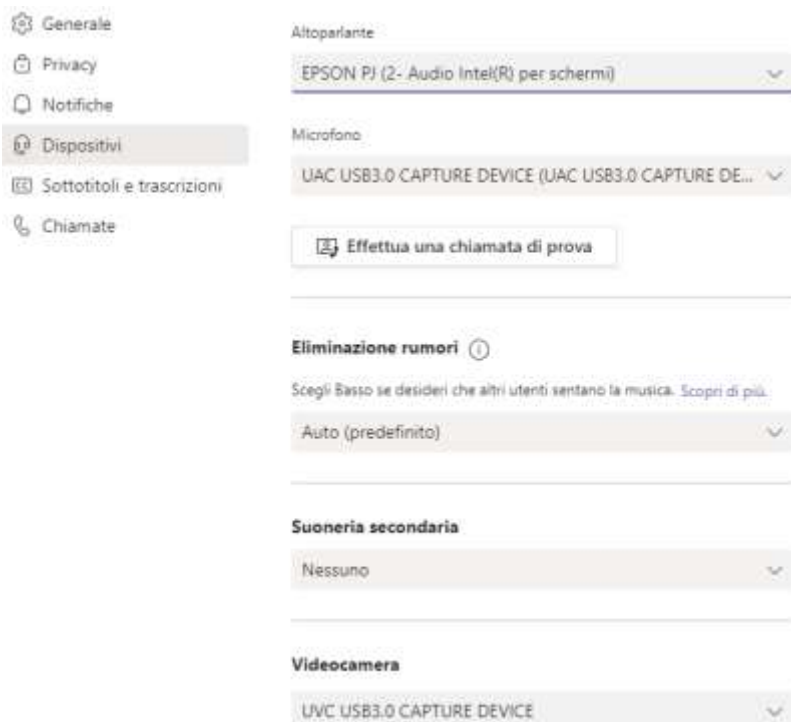 Generale
Privacy
Notifiche
Dispositivi
Sottotitoli e trascrizioni
Chiamate
Altoparlante
EPSON PJ (2- Audio Intel(R) per schermi)
Microfono
UAC USB3.0 CAPTURE DEVICE (UAC USB3.0 CAPTURE DE...
Effettua una chiamata di prova
Eliminazione rumori
Scegli Basso se desideri che altri utenti sentano la musica. Scopri di più.
Auto (predefinito)
Suoneria secondaria
Nessuno
Videocamera
UVC USB3.0 CAPTURE DEVICE